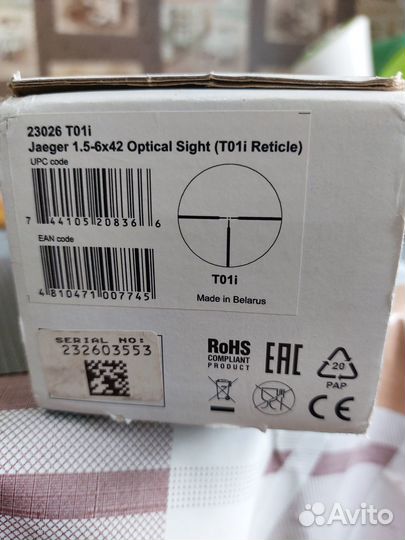 23026 T01i
Jaeger 1.5-6x42 Optical Sight (T01i Reticle)
UPC code
7 44105 20836 6
EAN code
4 810471 007745
T01i
Made in Belarus
SERIAL NO:
232603553
RoHS
COMPLIANT
PRODUCT
EAC
20
PAP
CE
Avito